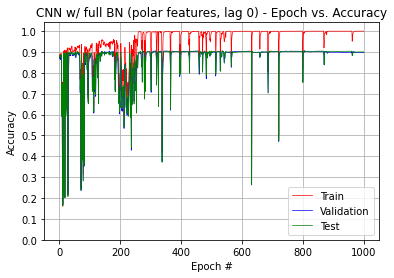 CNN w/ full BN (polar features, lag 0) - Epoch vs. Accuracy
1.0
0.9
0.8
0.7
0.6
0.5
0.4
0.3
0.2
0.1
0.0
Accuracy
Train
Validation
Test
0 200 400 600 800 1000
Epoch #